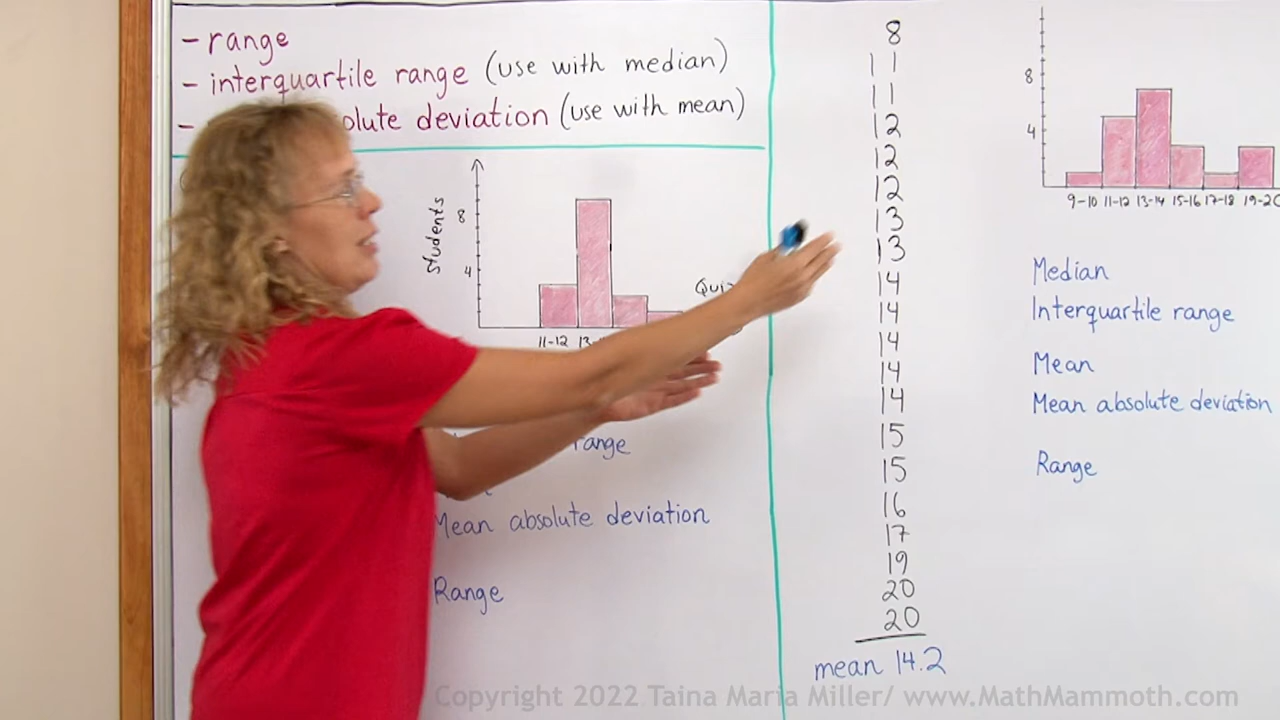 - range
- interquartile range (use with median)
- olute deviation (use with mean)
Students
8
4
11-12
range
Mean absolute deviation
Range
8
11
11
12
12
12
13
13
14
14
14
14
14
15
15
16
17
19
20
20
mean 14.2
8
4
9-10 11-12 13-14 15-16 17-18 19-20
Median
Interquartile range
Mean
Mean absolute deviation
Range
Copyright 2022 Taina Maria Miller/ www.MathMammoth.com